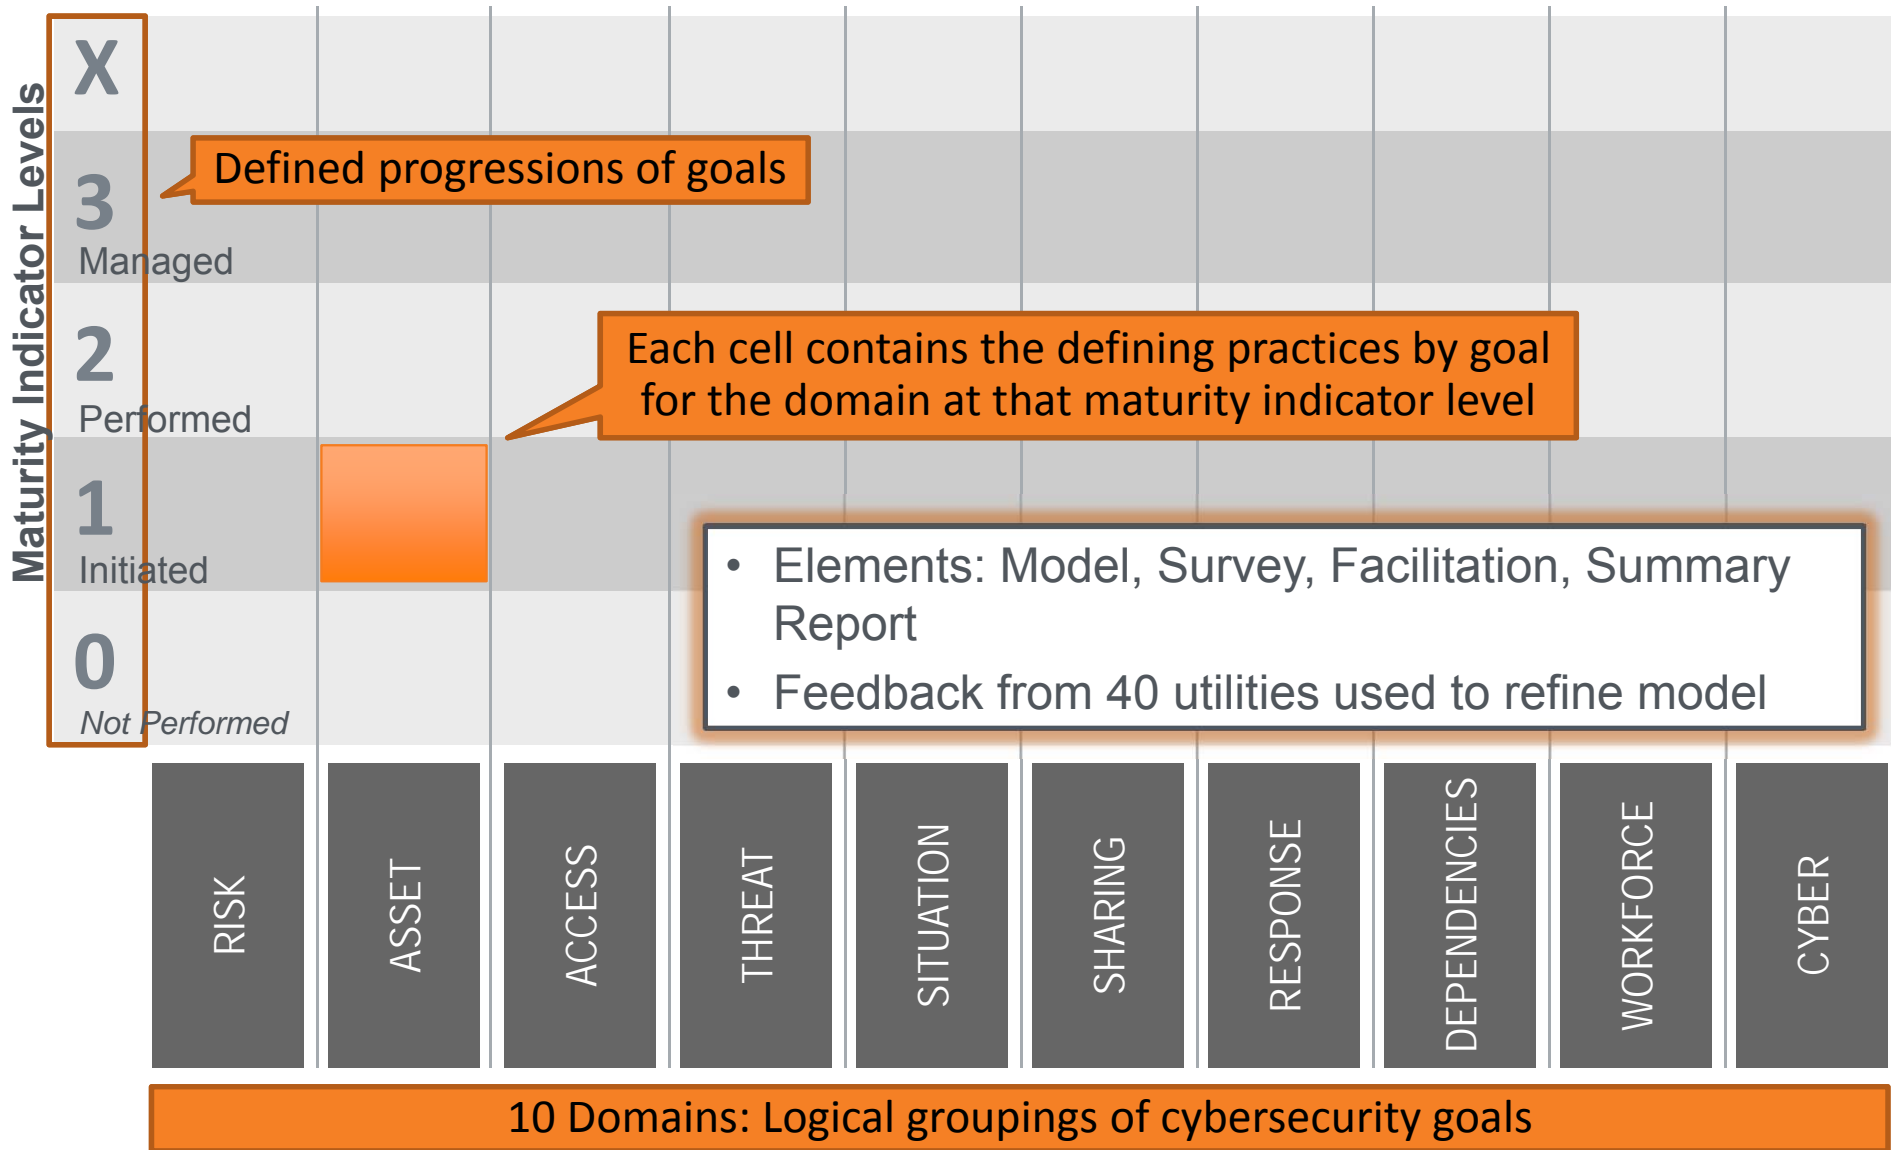 Maturity Indicator Levels
X
3
Managed
2
Performed
1
Initiated
0
Not Performed
Defined progressions of goals
Each cell contains the defining practices by goal
for the domain at that maturity indicator level
• Elements: Model, Survey, Facilitation, Summary
Report
• Feedback from 40 utilities used to refine model
RISK
ASSET
ACCESS
THREAT
SITUATION
SHARING
RESPONSE
DEPENDENCIES
WORKFORCE
CYBER
10 Domains: Logical groupings of cybersecurity goals